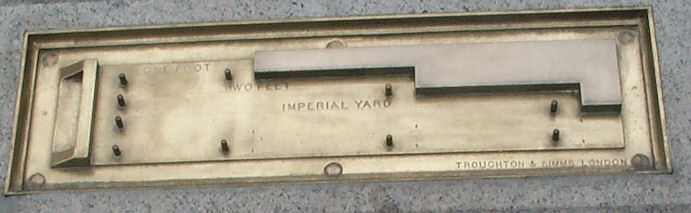 ONE FOOT
TWO FEET
IMPERIAL YARD
TROUGHTON & SIMMS, LONDON